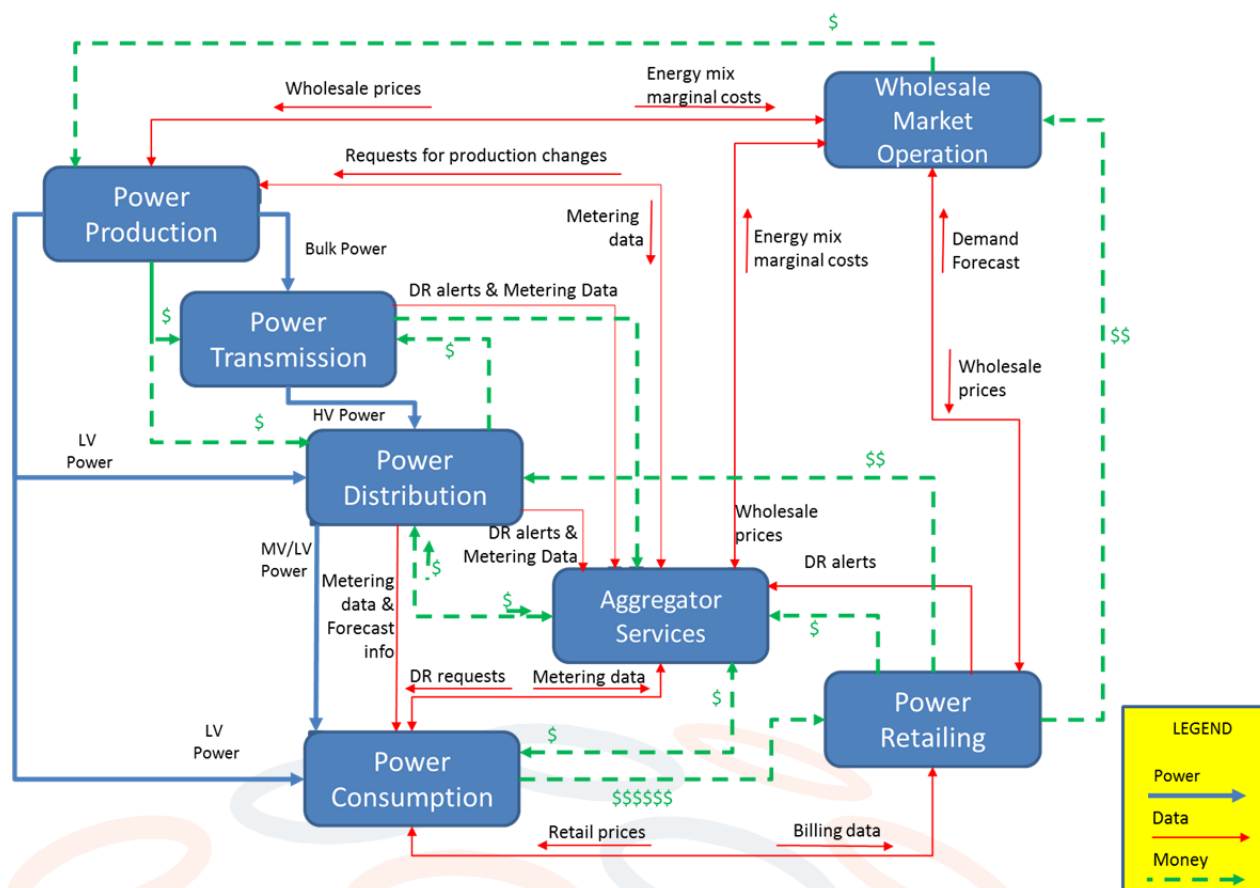 $
Wholesale prices
Energy mix
marginal costs
Wholesale
Market
Operation
Requests for production changes
Power
Production
Metering
data
Energy mix
marginal costs
Demand
Forecast
Bulk Power
DR alerts & Metering Data
$
Power
Transmission
$
$$
Wholesale
prices
HV Power
$
LV
Power
Power
Distribution
$$
Wholesale
prices
DR alerts &
Metering Data
MV/LV
Power
Metering
data &
Forecast
info
$
DR alerts
$
Aggregator
Services
$
DR requests
Metering data
$
Power
Retailing
LV
Power
$
Power
Consumption
$$$$$$
Retail prices
Billing data
LEGEND
Power
Data
Money